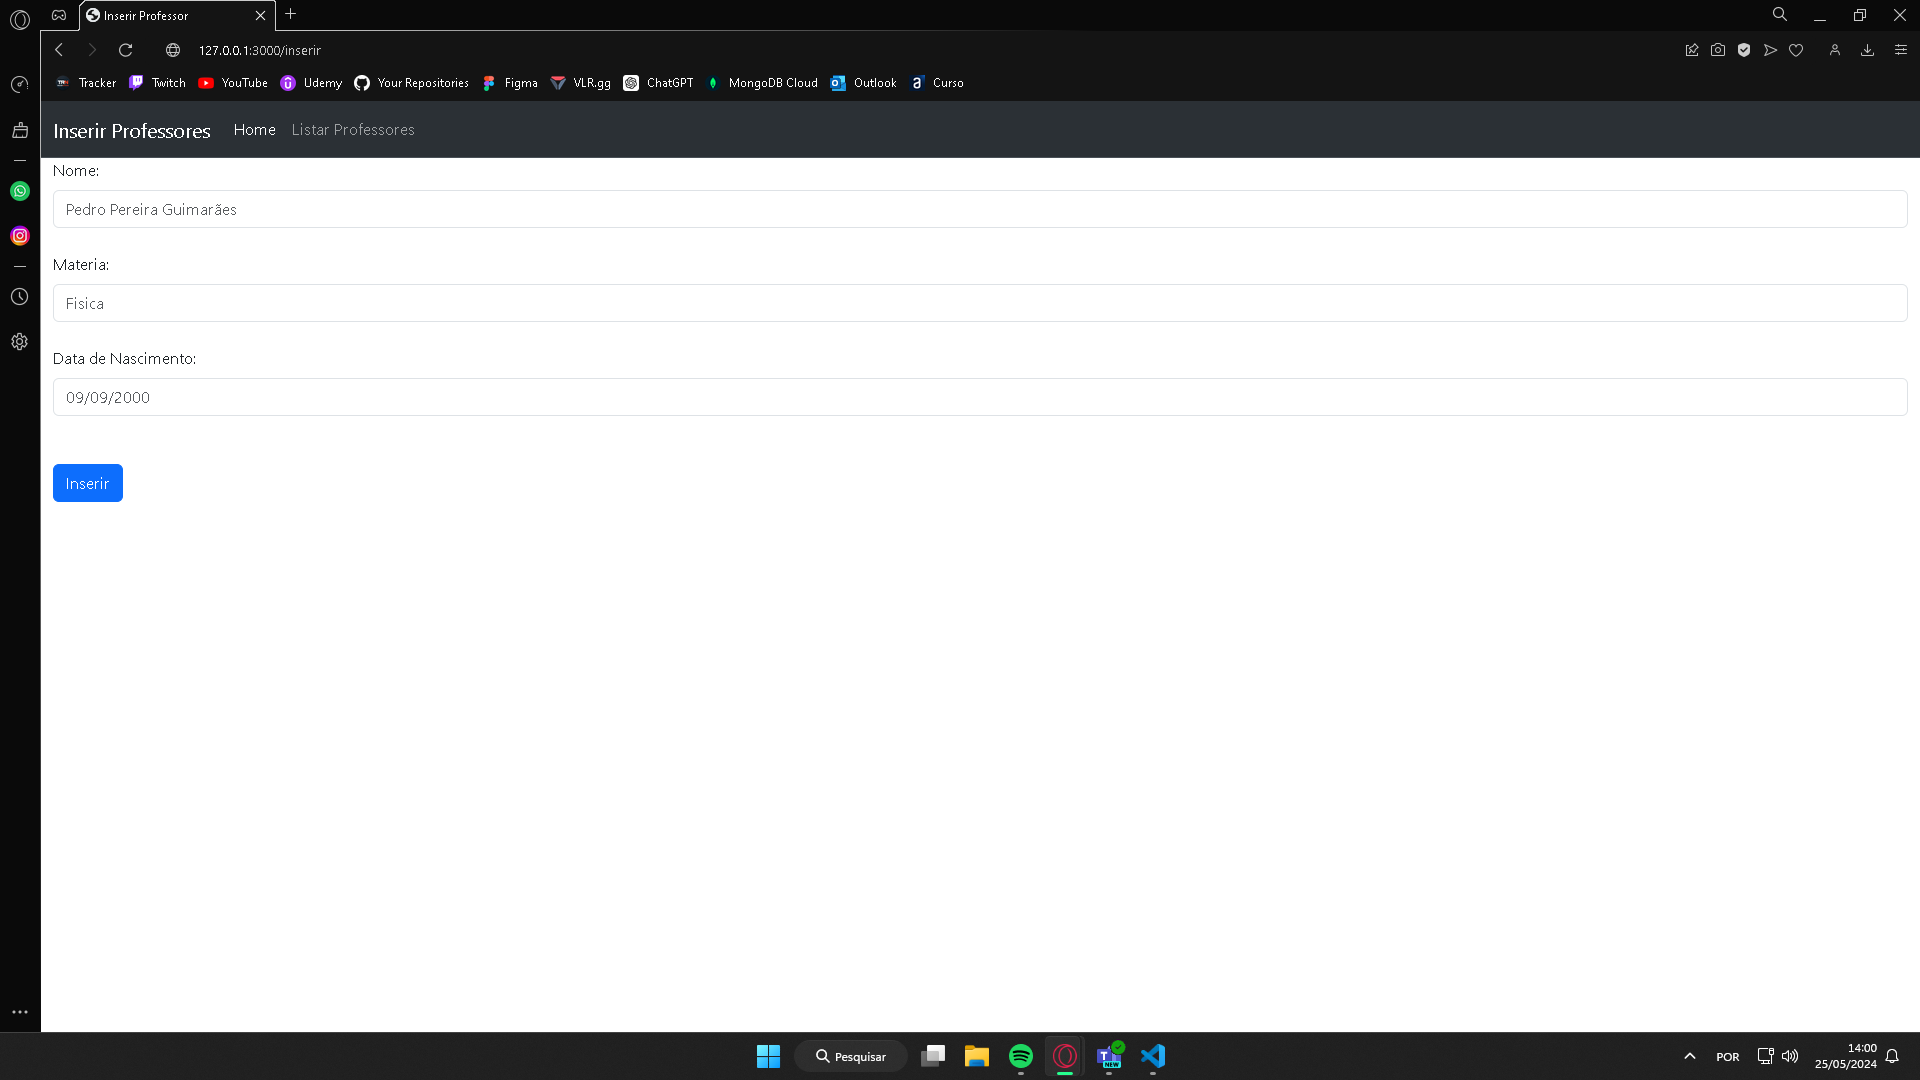 Inserir Professor
127.0.0.1:3000/inserir
Tracker Twitch YouTube Udemy Your Repositories Figma VLR.gg ChatGPT MongoDB Cloud Outlook Curso
Inserir Professores Home Listar Professores
Nome:
Pedro Pereira Guimarães
Materia:
Fisica
Data de Nascimento:
09/09/2000
Inserir
Pesquisar
NEW
POR
14:00
25/05/2024